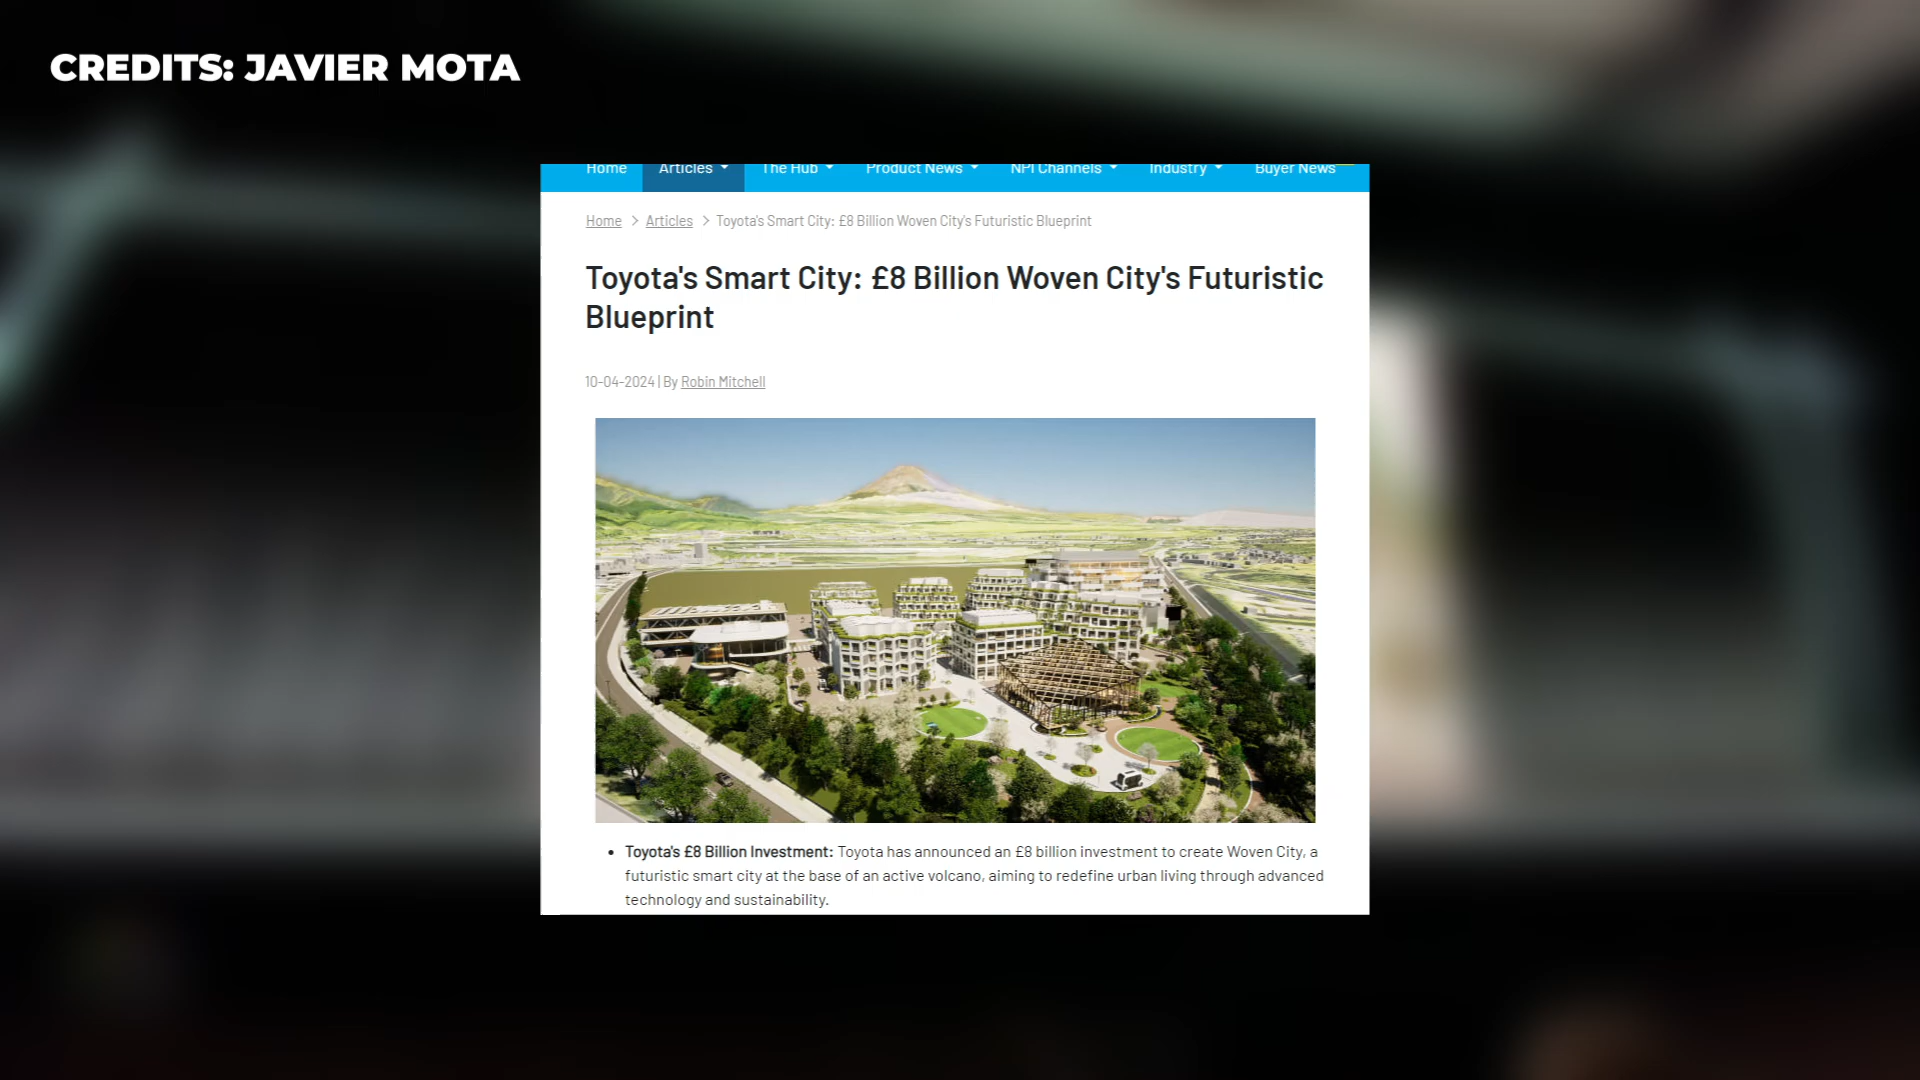 CREDITS: JAVIER MOTA
Home Articles The Hub Product News NPI Channels Industry Buyer News
Home > Articles > Toyota's Smart City: £8 Billion Woven City's Futuristic Blueprint
Toyota's Smart City: £8 Billion Woven City's Futuristic
Blueprint
10-04-2024 | By Robin Mitchell
• Toyota's £8 Billion Investment: Toyota has announced an £8 billion investment to create Woven City, a
futuristic smart city at the base of an active volcano, aiming to redefine urban living through advanced
technology and sustainability.